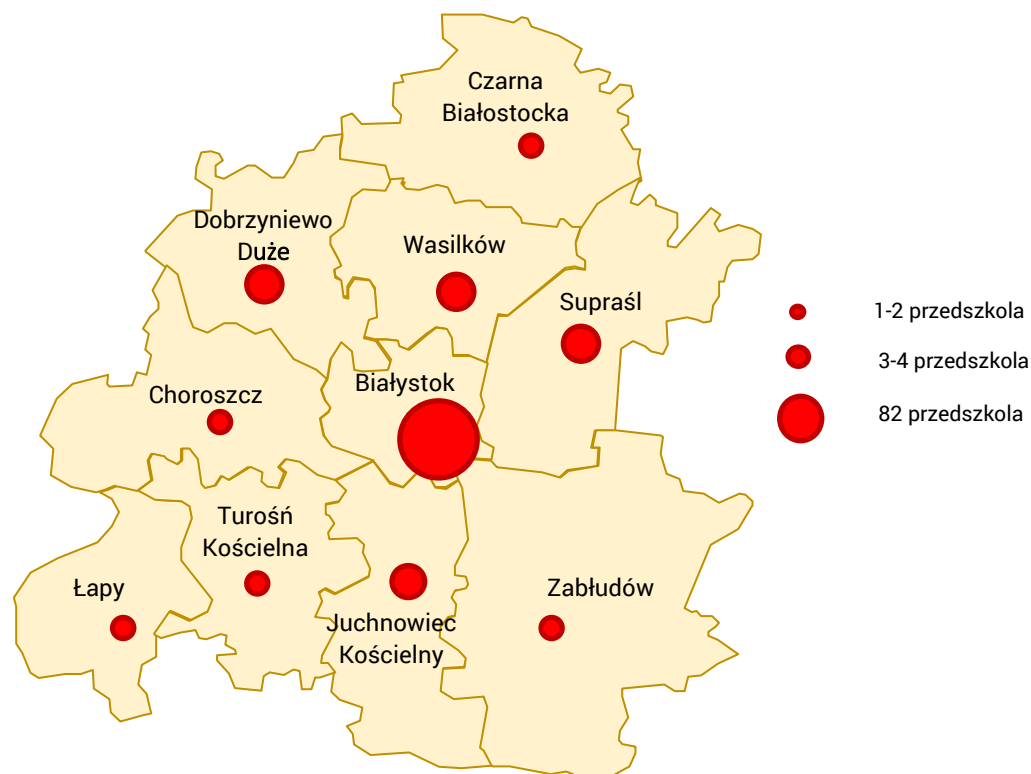 Czarna
Białostocka
Dobrzyniewo
Duże
Wasilków
Supraśl
1-2 przedszkola
3-4 przedszkola
82 przedszkola
Białystok
Choroszcz
Turośń
Kościelna
Łapy
Juchnowiec
Kościelny
Zabłudów